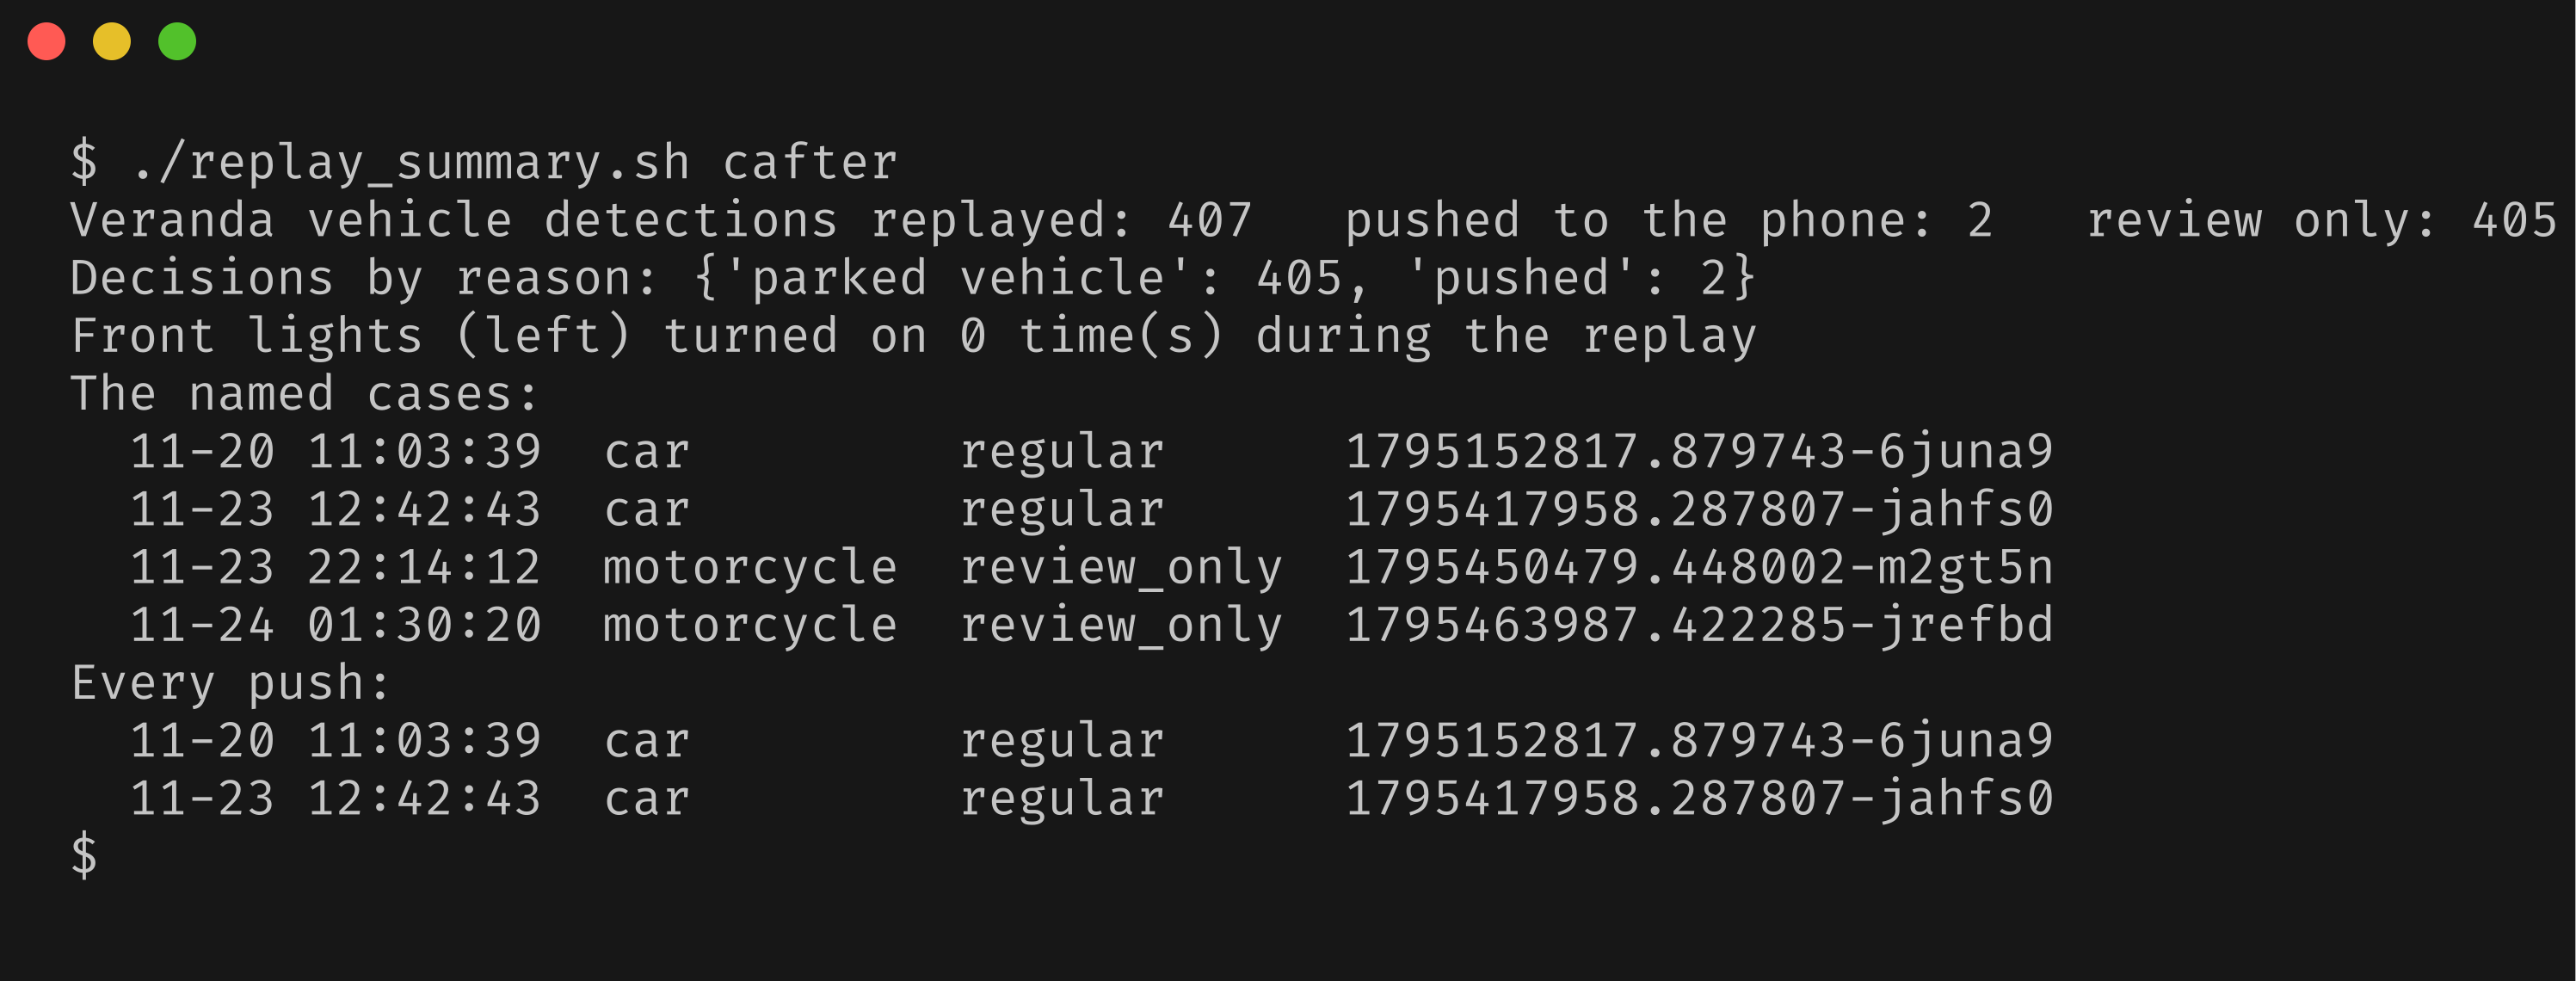 $ ./replay_summary.sh cafter
Veranda vehicle detections replayed: 407   pushed to the phone: 2   review only: 405
Decisions by reason: {'parked vehicle': 405, 'pushed': 2}
Front lights (left) turned on 0 time(s) during the replay
The named cases:
  11-20 11:03:39  car         regular      1795152817.879743-6juna9
  11-23 12:42:43  car         regular      1795417958.287807-jahfs0
  11-23 22:14:12  motorcycle  review_only  1795450479.448002-m2gt5n
  11-24 01:30:20  motorcycle  review_only  1795463987.422285-jrefbd
Every push:
  11-20 11:03:39  car         regular      1795152817.879743-6juna9
  11-23 12:42:43  car         regular      1795417958.287807-jahfs0
$